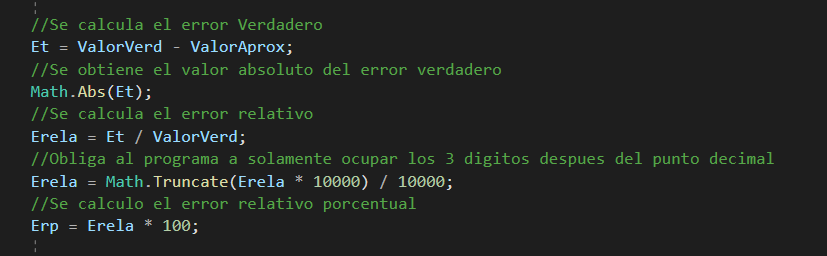 //Se calcula el error Verdadero
Et = ValorVerd - ValorAprox;
//Se obtiene el valor absoluto del error verdadero
Math.Abs(Et);
//Se calcula el error relativo
Erela = Et / ValorVerd;
//Obliga al programa a solamente ocupar los 3 digitos despues del punto decimal
Erela = Math.Truncate(Erela * 10000) / 10000;
//Se calculo el error relativo porcentual
Erp = Erela * 100;